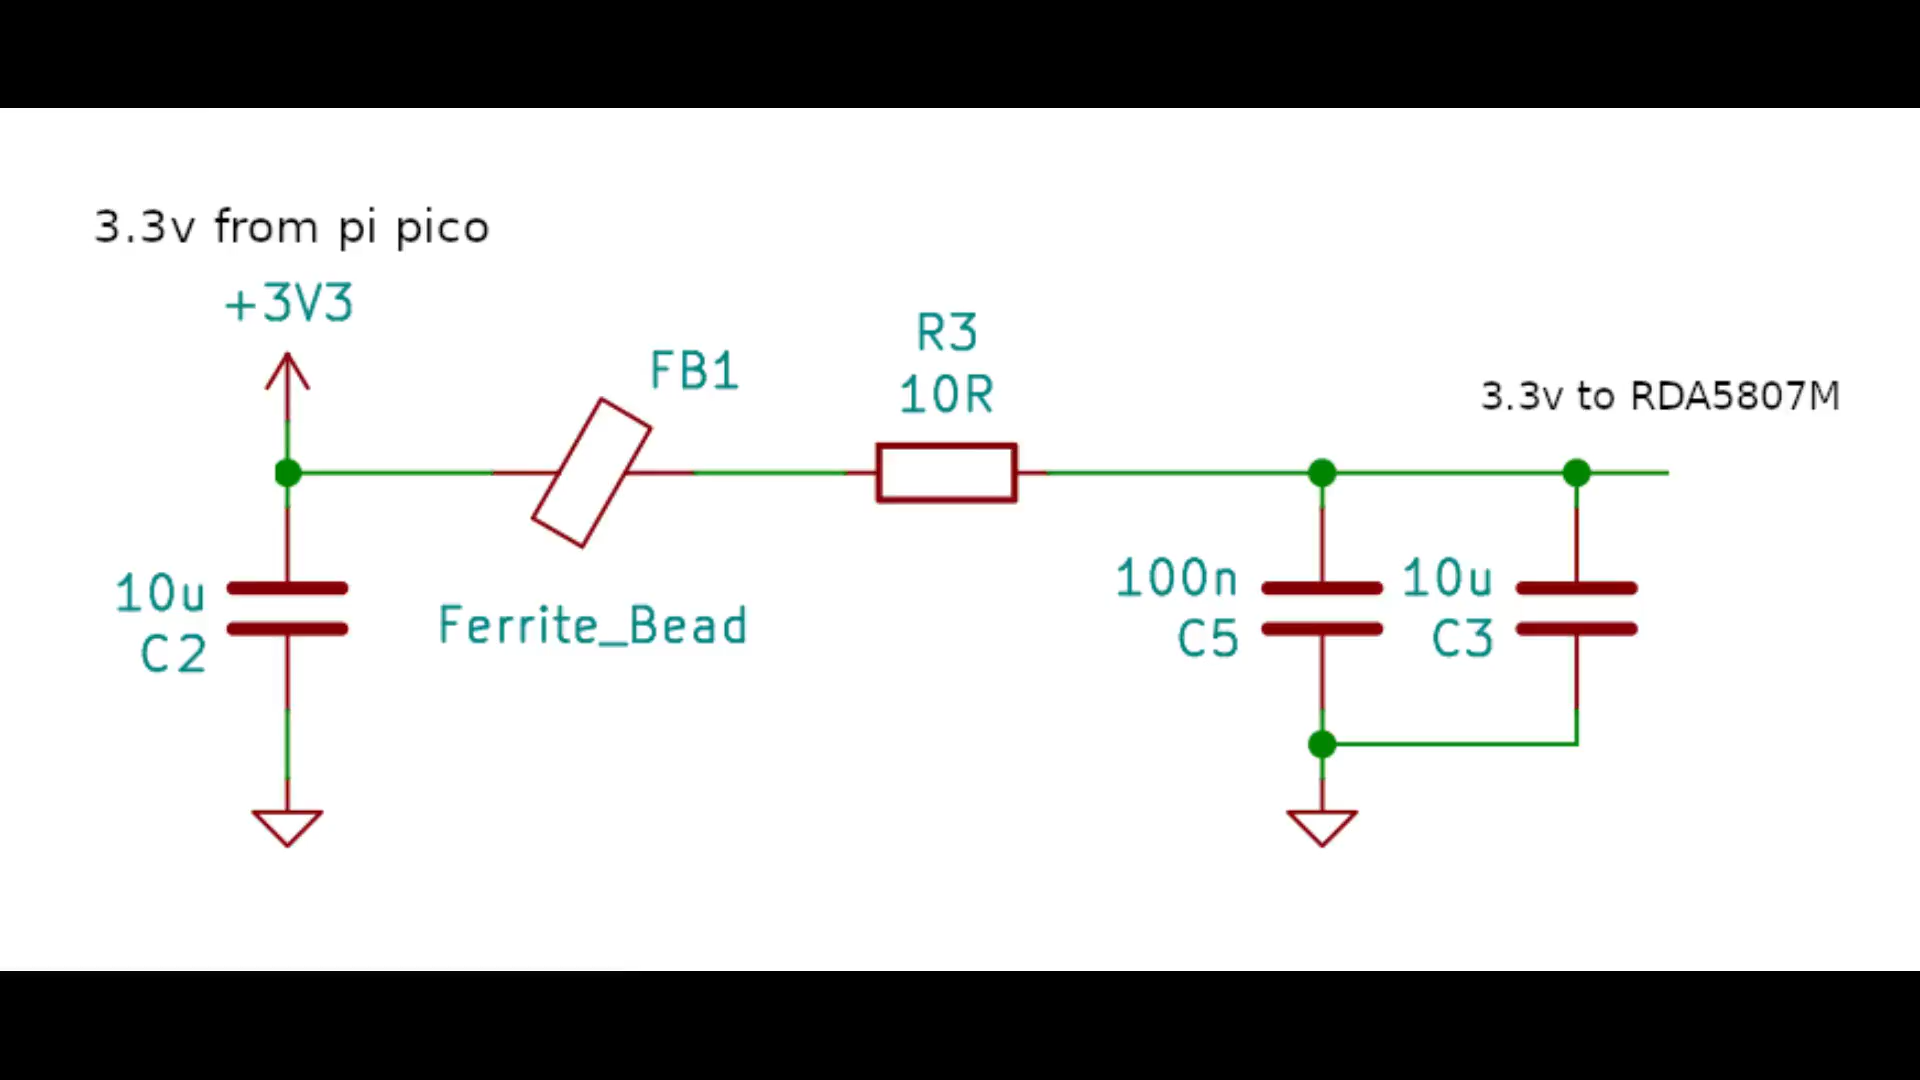 3.3v from pi pico
+3V3
FB1
R3
10R
3.3v to RDA5807M
10u
C2
Ferrite_Bead
100n
C5
10u
C3